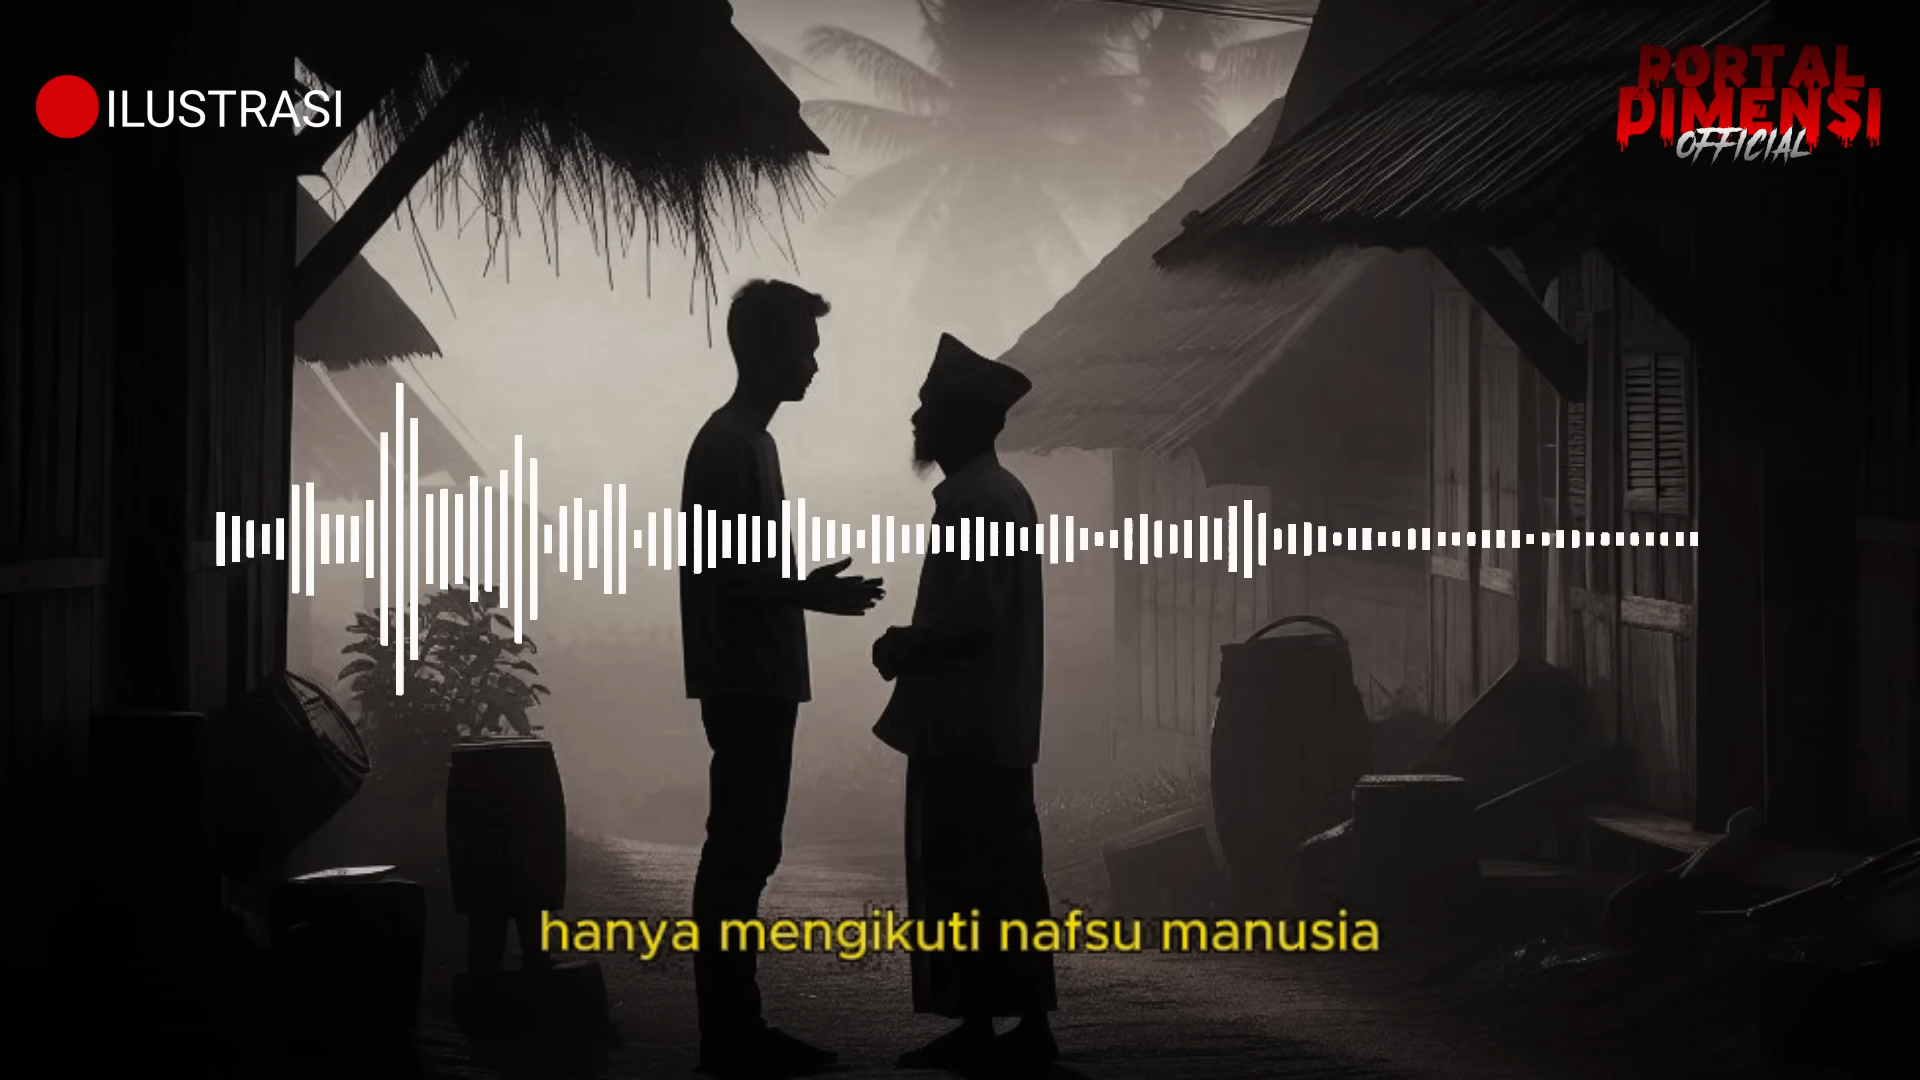 ILUSTRASI
PORTAL
DIMENSI
OFFICIAL
hanya mengikuti nafsu manusia